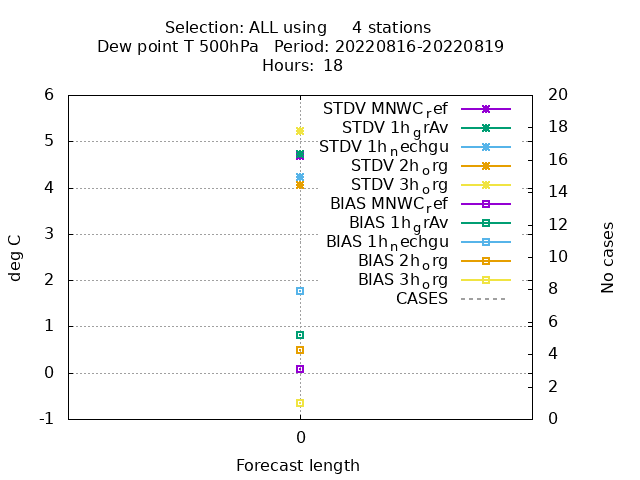 Selection: ALL using     4 stations
Dew point T 500hPa   Period: 20220816-20220819
Hours: 18
6
5
4
3
2
1
0
-1
deg C
20
18
16
14
12
10
8
6
4
2
0
No cases
STDV MNWC_ref
STDV 1h_grAv
STDV 1h_nechgu
STDV 2h_org
STDV 3h_org
BIAS MNWC_ref
BIAS 1h_grAv
BIAS 1h_nechgu
BIAS 2h_org
BIAS 3h_org
CASES
0
Forecast length